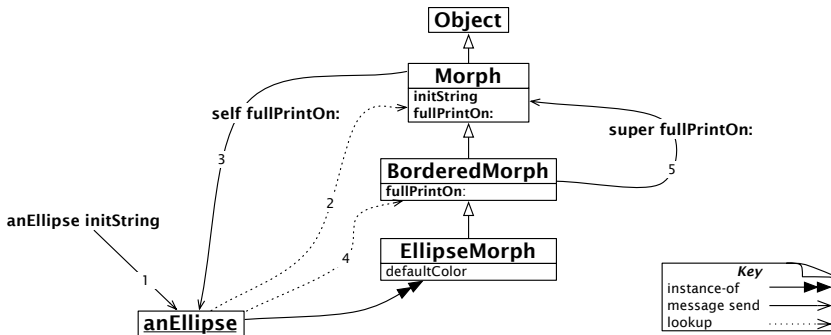 Object
Morph
initString
fullPrintOn:
self fullPrintOn:
super fullPrintOn:
3
BorderedMorph
fullPrintOn:
5
2
anEllipse initString
4
EllipseMorph
defaultColor
1
Key
instance-of
message send
lookup
anEllipse